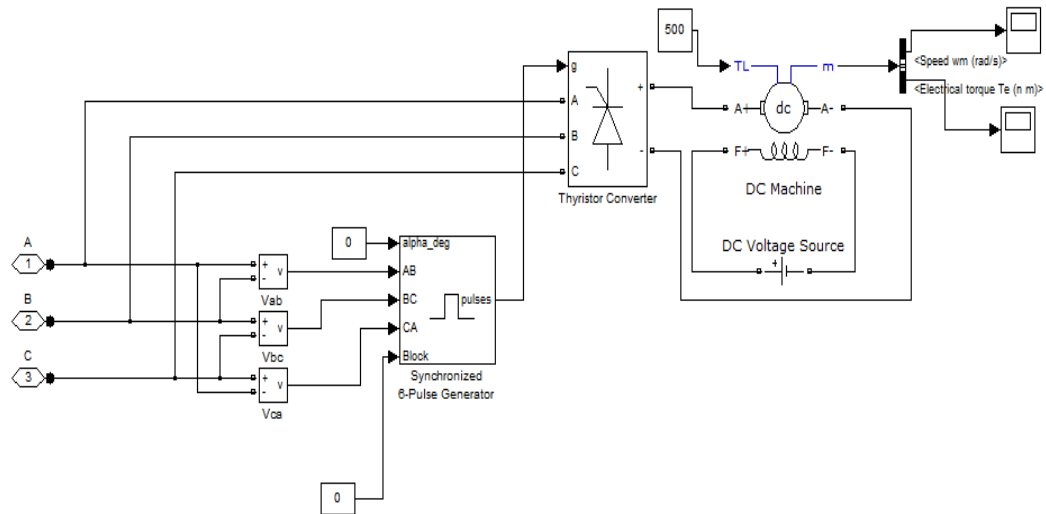 500
TL
m
<Speed wm (rad/s)>
<Electrical torque Te (n m)>
g
A
B
C
+
-
Thyristor Converter
A+
dc
A-
F+
F-
DC Machine
DC Voltage Source
+
0
alpha_deg
AB
BC
CA
Block
pulses
Synchronized
6-Pulse Generator
A
1
B
2
C
3
+
-
v
Vab
+
-
v
Vbc
+
-
v
Vca
0